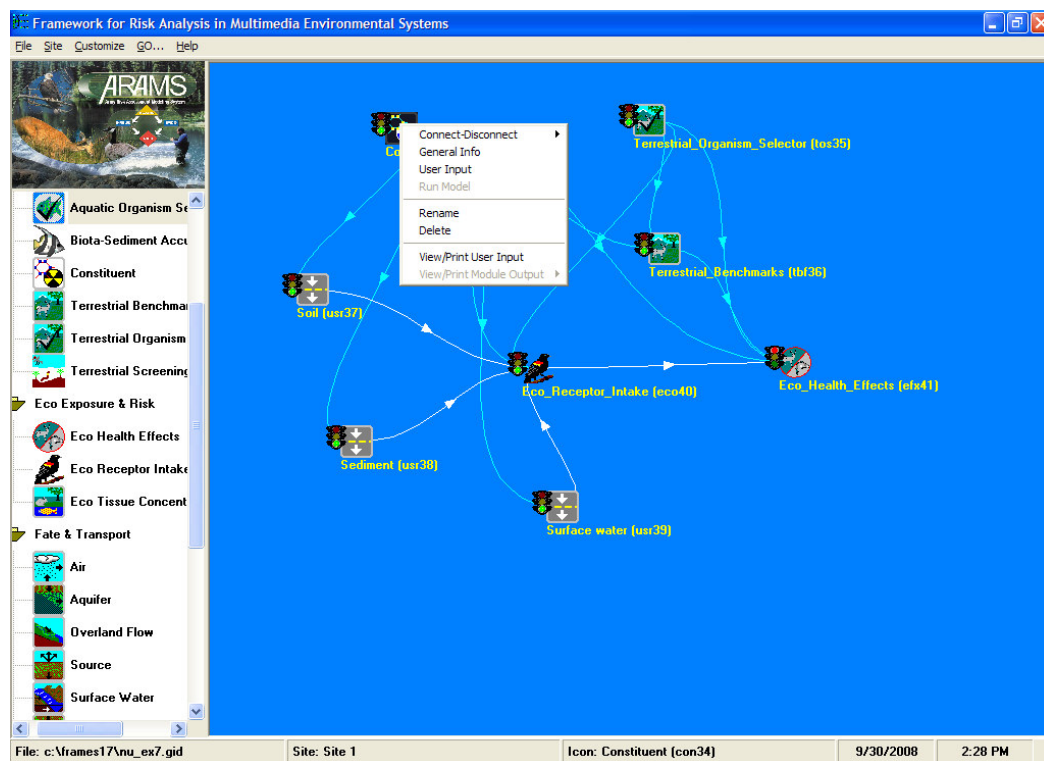 Framework for Risk Analysis in Multimedia Environmental Systems
File Site Customize GO... Help
ARAMS
Aquatic Organism Se
Biota-Sediment Accu
Constituent
Terrestrial Benchma
Terrestrial Organism
Terrestrial Screening
Eco Exposure & Risk
Eco Health Effects
Eco Receptor Intake
Eco Tissue Concent
Fate & Transport
Air
Aquifer
Overland Flow
Source
Surface Water
Co
Connect-Disconnect
General Info
User Input
Run Model
Rename
Delete
View/Print User Input
View/Print Module Output
Terrestrial_Organism_Selector (tos35)
Terrestrial_Benchmarks (tbf36)
Soil (usr37)
Eco_Receptor_Intake (eco40)
Eco_Health_Effects (efx41)
Sediment (usr38)
Surface water (usr39)
File: c:\frames17\nu_ex7.gid
Site: Site 1
Icon: Constituent (con34)
9/30/2008
2:28 PM